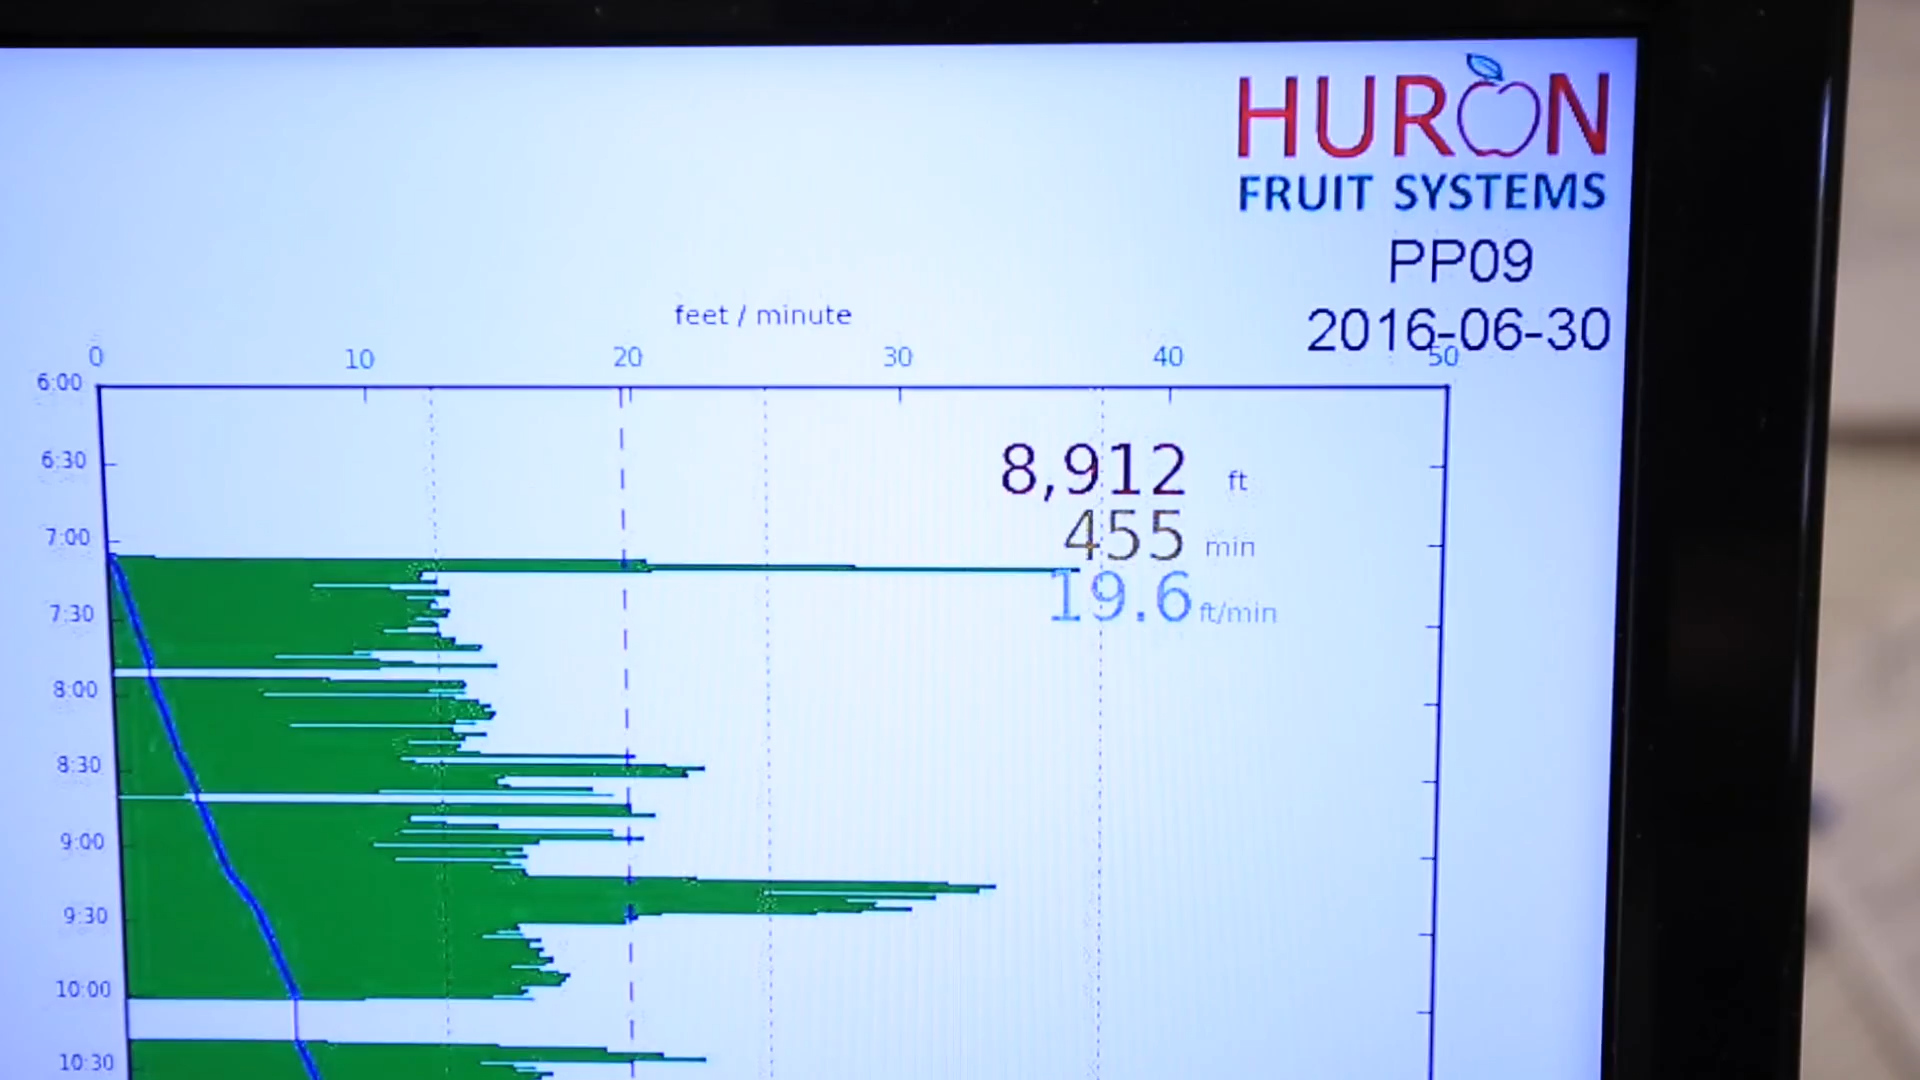 HURON
FRUIT SYSTEMS
PP09
2016-06-30
feet / minute
0 10 20 30 40 50
6:00
6:30
8,912 ft
7:00
455 min
19.6 ft/min
7:30
8:00
8:30
9:00
9:30
10:00
10:30